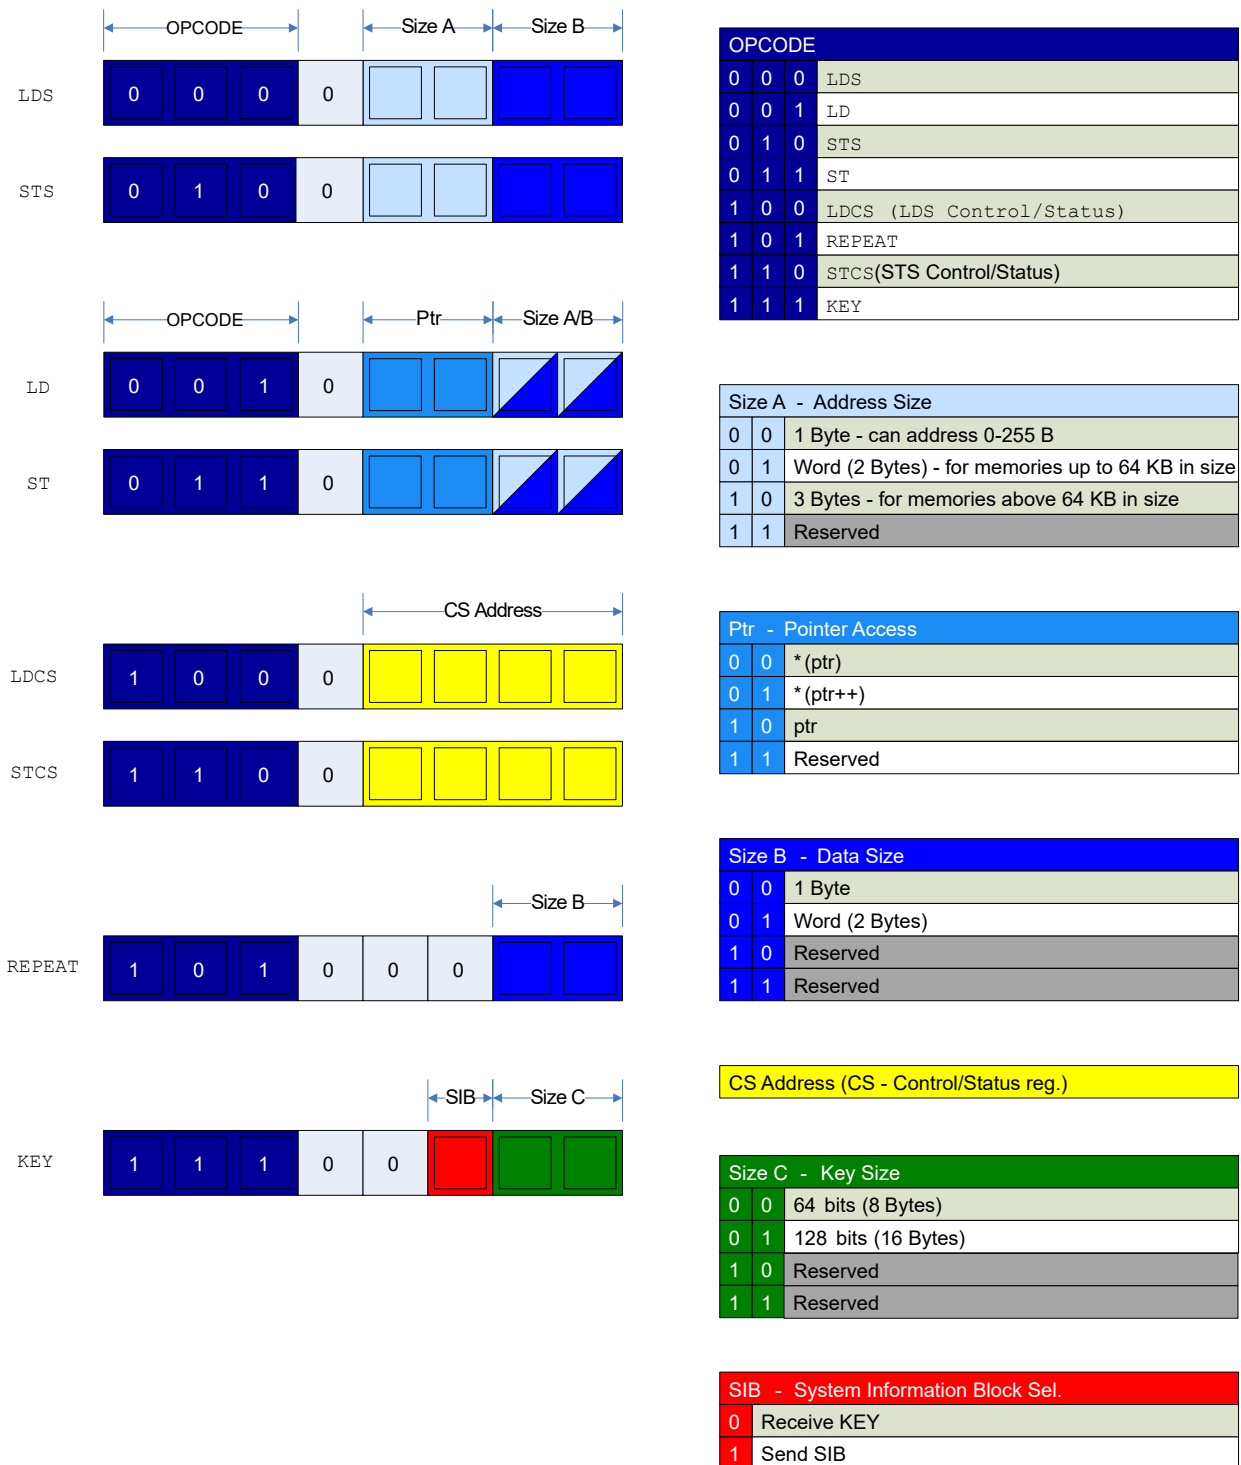 OPCODE Size A Size B
LDS 0 0 0 0
STS 0 1 0 0
OPCODE Ptr Size A/B
LD 0 0 1 0
ST 0 1 1 0
CS Address
LDCS 1 0 0 0
STCS 1 1 0 0
Size B
REPEAT 1 0 1 0 0 0
SIB Size C
KEY 1 1 1 0 0
OPCODE
0 0 0 LDS
0 0 1 LD
0 1 0 STS
0 1 1 ST
1 0 0 LDCS (LDS Control/Status)
1 0 1 REPEAT
1 1 0 STCS(STS Control/Status)
1 1 1 KEY
Size A - Address Size
0 0 1 Byte - can address 0-255 B
0 1 Word (2 Bytes) - for memories up to 64 KB in size
1 0 3 Bytes - for memories above 64 KB in size
1 1 Reserved
Ptr - Pointer Access
0 0 *(ptr)
0 1 *(ptr++)
1 0 ptr
1 1 Reserved
Size B - Data Size
0 0 1 Byte
0 1 Word (2 Bytes)
1 0 Reserved
1 1 Reserved
CS Address (CS - Control/Status reg.)
Size C - Key Size
0 0 64 bits (8 Bytes)
0 1 128 bits (16 Bytes)
1 0 Reserved
1 1 Reserved
SIB - System Information Block Sel.
0 Receive KEY
1 Send SIB